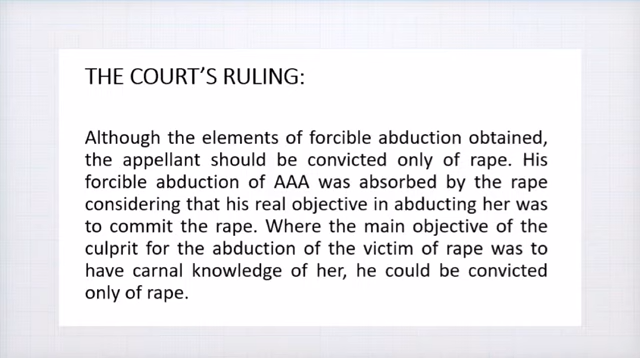 THE COURT'S RULING:
Although the elements of forcible abduction obtained,
the appellant should be convicted only of rape. His
forcible abduction of AAA was absorbed by the rape
considering that his real objective in abducting her was
to commit the rape. Where the main objective of the
culprit for the abduction of the victim of rape was to
have carnal knowledge of her, he could be convicted
only of rape.